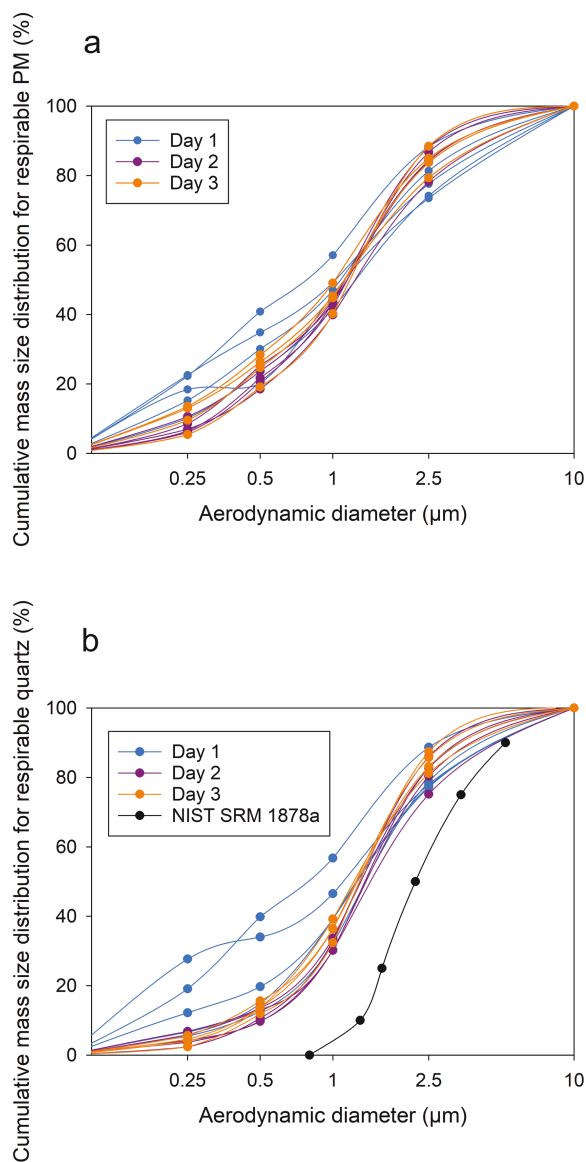 a
Cumulative mass size distribution for respirable PM (%)
100
80
60
40
20
0
Day 1
Day 2
Day 3
0.25 0.5 1 2.5 10
Aerodynamic diameter (µm)
b
Cumulative mass size distribution for respirable quartz (%)
100
80
60
40
20
0
Day 1
Day 2
Day 3
NIST SRM 1878a
0.25 0.5 1 2.5 10
Aerodynamic diameter (µm)